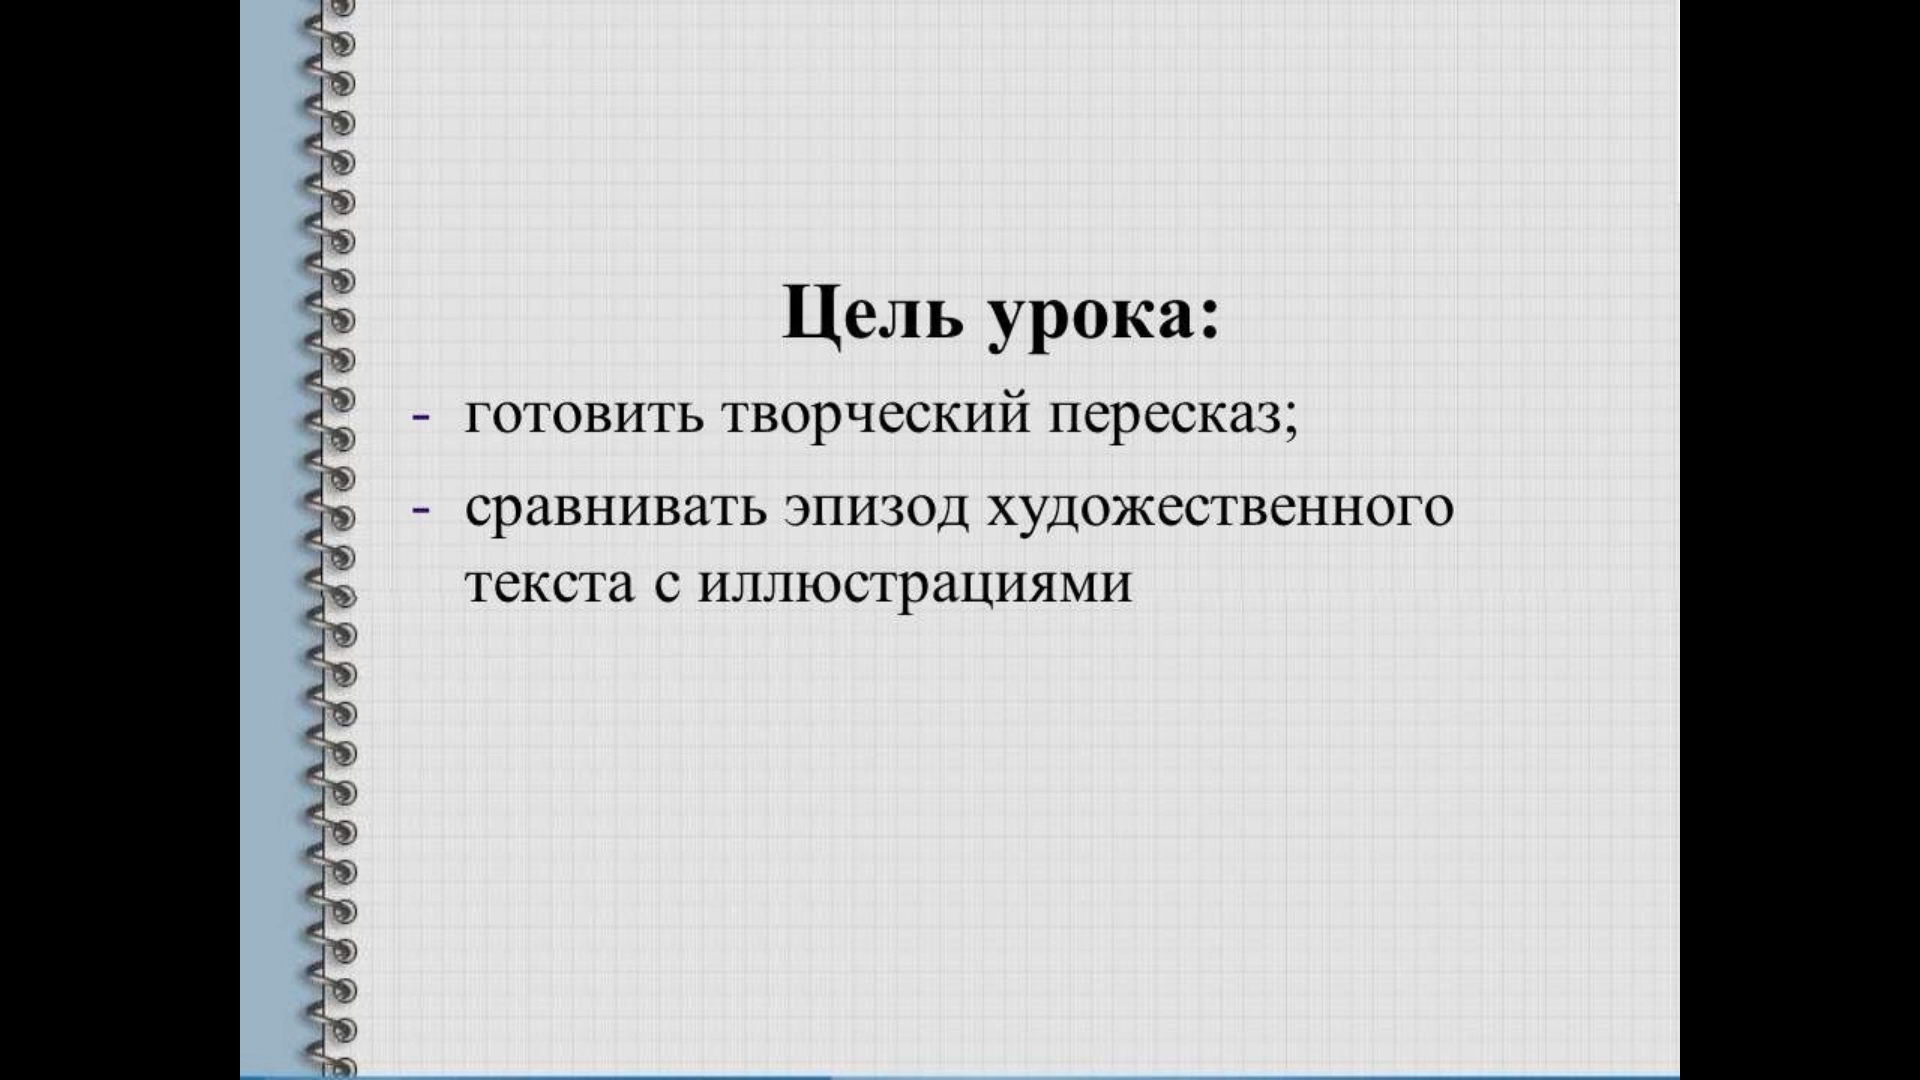 Цель урока:
- готовить творческий пересказ;
- сравнивать эпизод художественного
текста с иллюстрациями